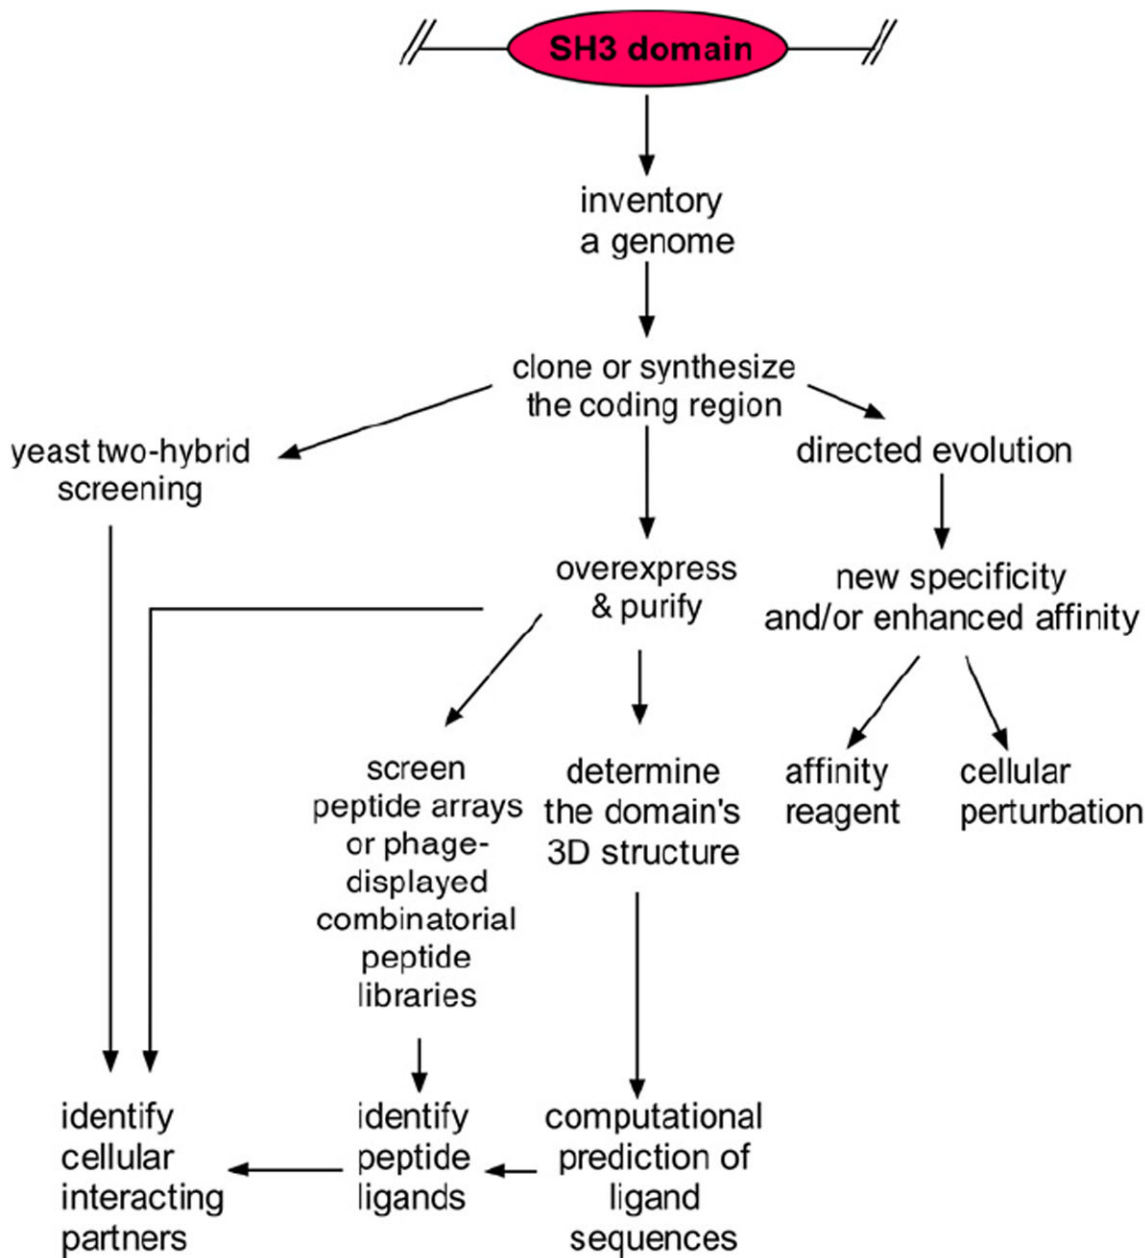 SH3 domain
inventory
a genome
clone or synthesize
the coding region
yeast two-hybrid
screening
directed evolution
overexpress
& purify
new specificity
and/or enhanced affinity
screen
peptide arrays
or phage-
displayed
combinatorial
peptide
libraries
determine
the domain's
3D structure
affinity
reagent
cellular
perturbation
identify
cellular
interacting
partners
identify
peptide
ligands
computational
prediction of
ligand
sequences